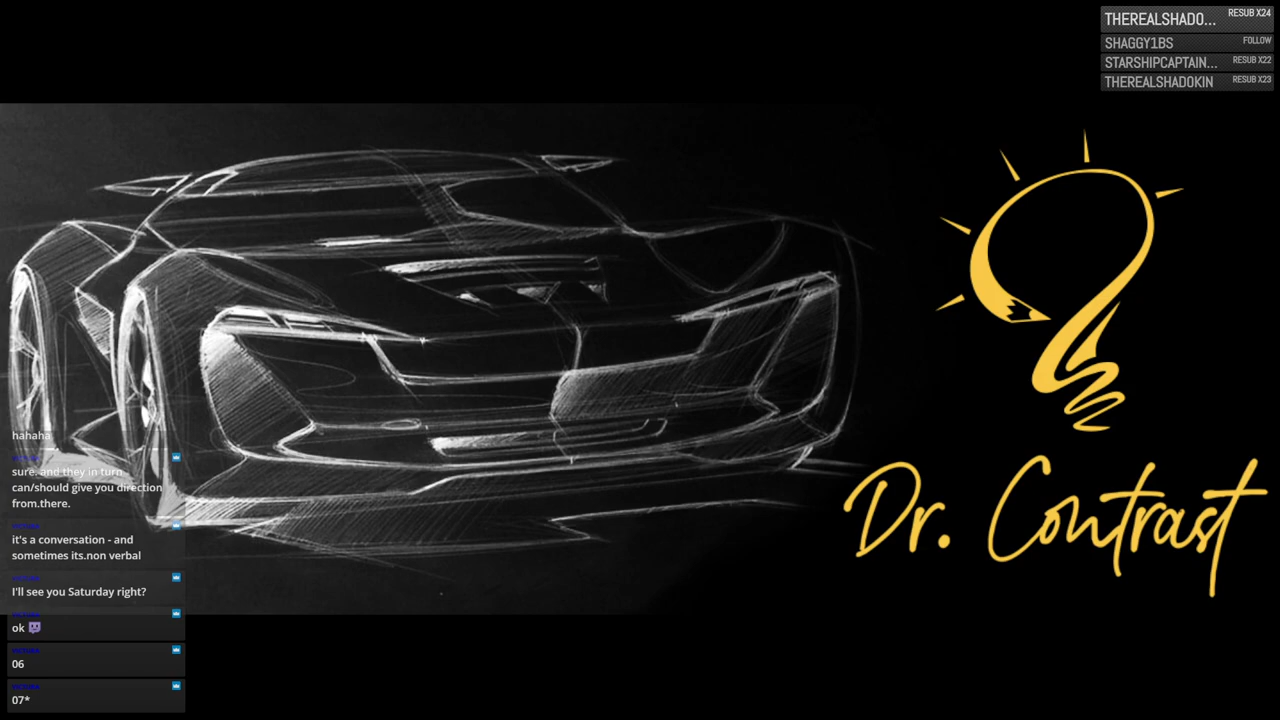 THEREALSHADO... RESUB X24
SHAGGY1BS FOLLOW
STARSHIPCAPTAIN... RESUB X22
THEREALSHADOKIN RESUB X23
Dr. Contrast
hahaha
sure. and they in turn
can/should give you direction
from.there.
it's a conversation - and
sometimes its.non verbal
I'll see you Saturday right?
ok
06
07*